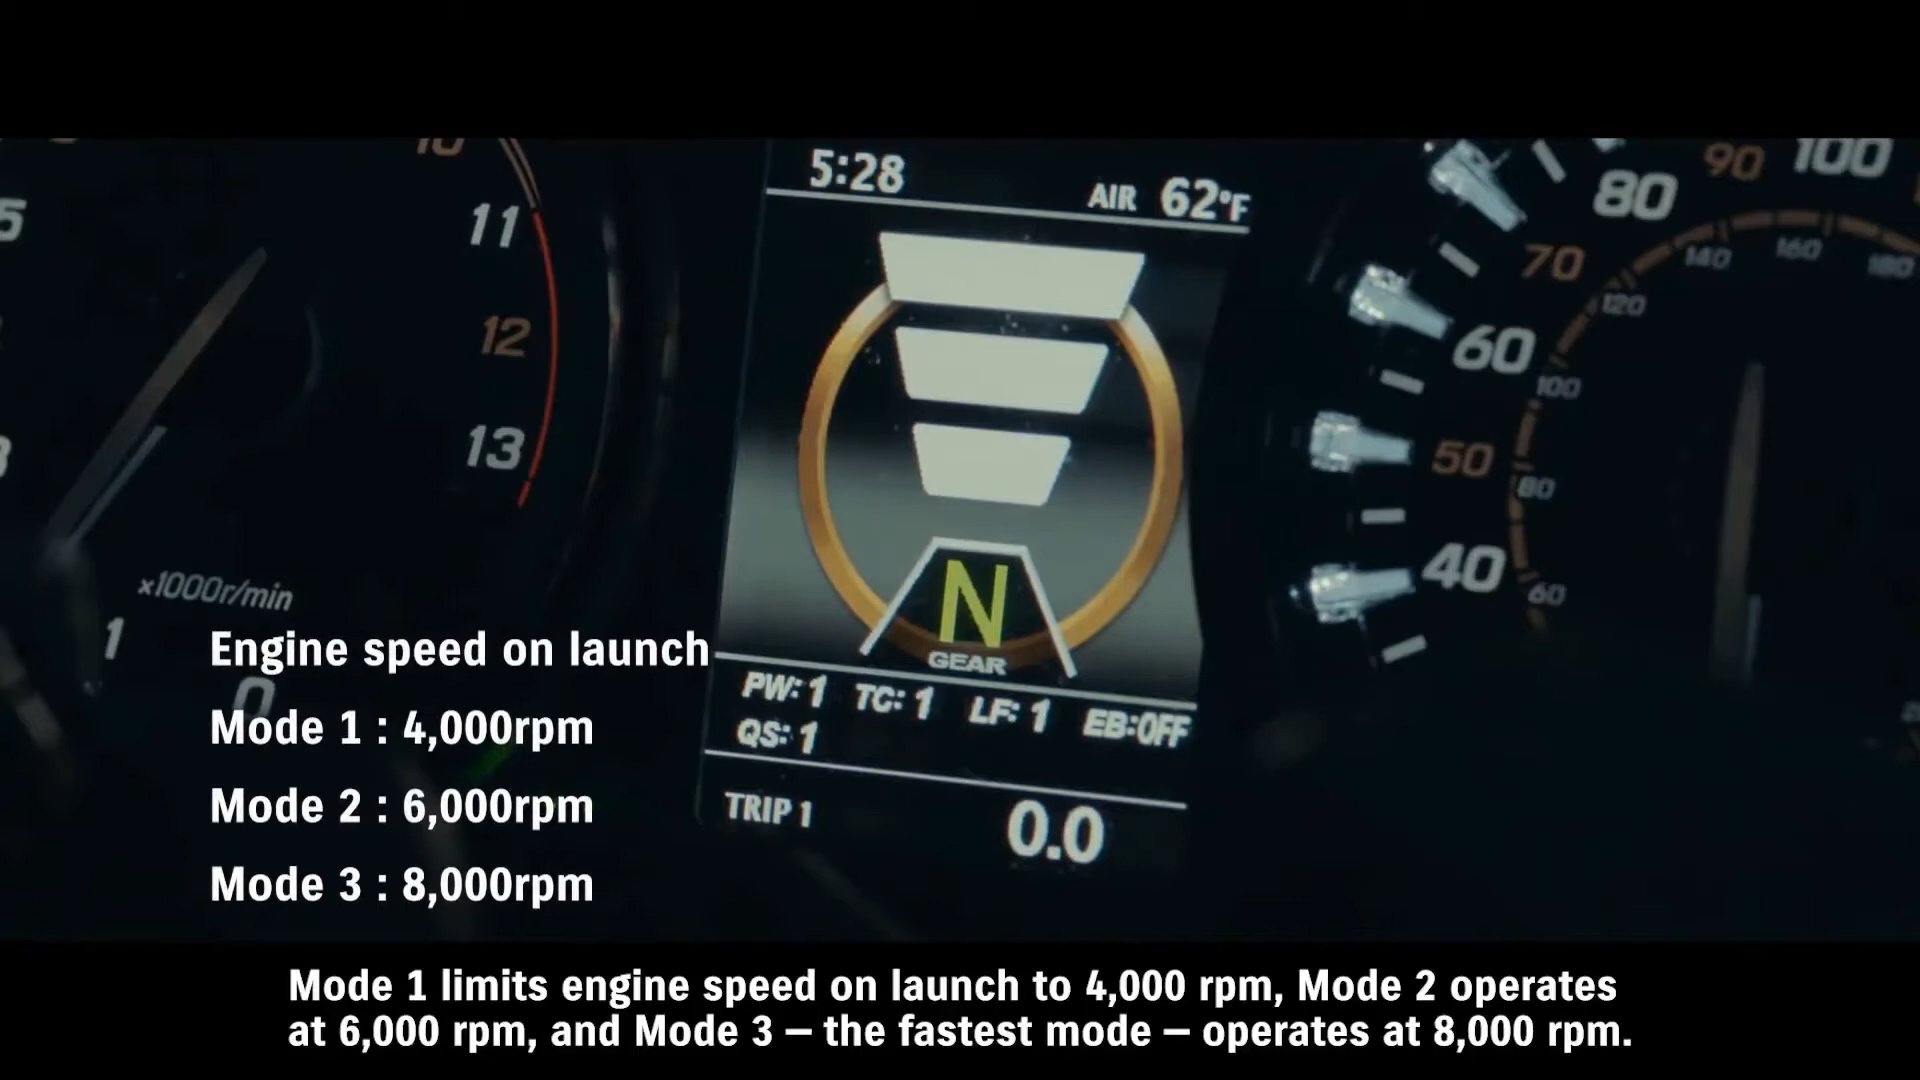 5:28
AIR 62°F
10
11
12
13
5
x1000r/min
1
0
N
GEAR
PW: 1 TC: 1 LF: 1 EB:OFF
QS: 1
TRIP 1
0.0
100
90
80
70
60
50
40
180
160
140
120
100
80
60
Engine speed on launch
Mode 1 : 4,000rpm
Mode 2 : 6,000rpm
Mode 3 : 8,000rpm
Mode 1 limits engine speed on launch to 4,000 rpm, Mode 2 operates
at 6,000 rpm, and Mode 3 – the fastest mode – operates at 8,000 rpm.